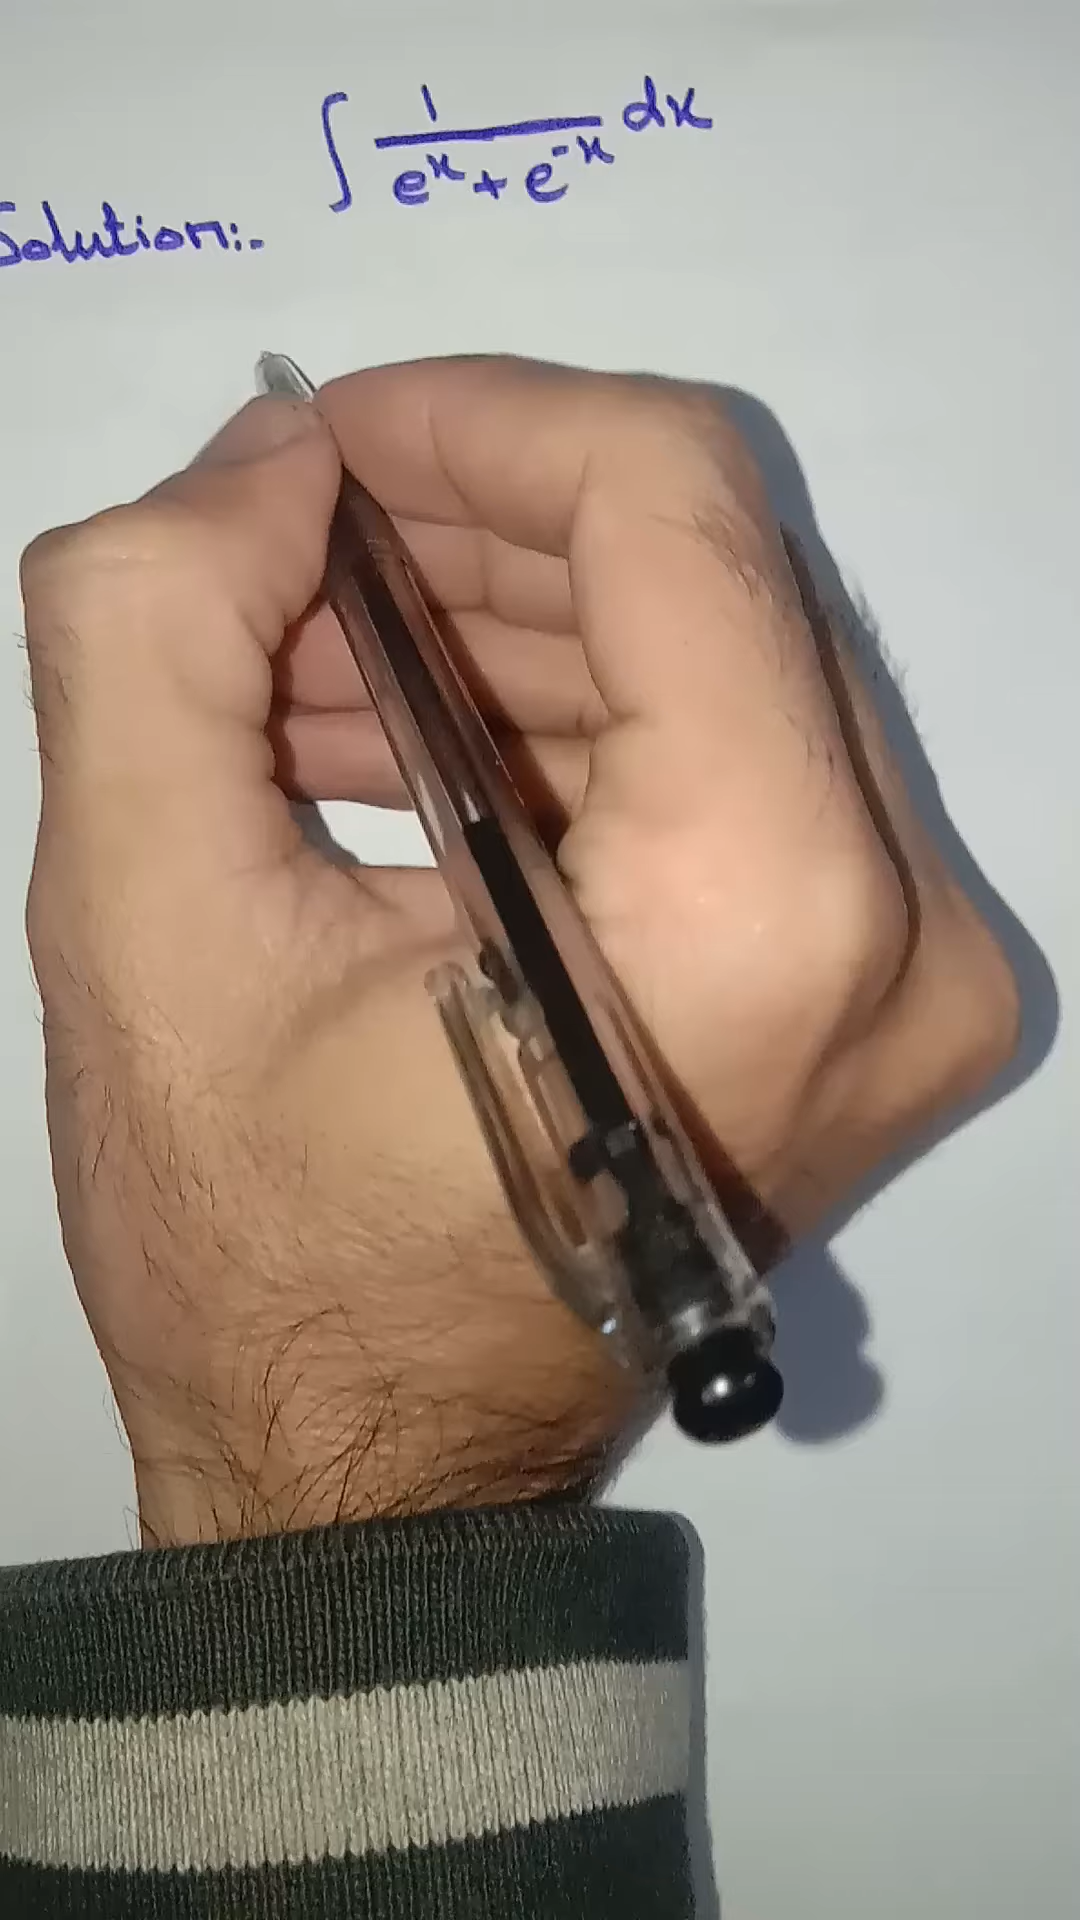 ∫ 1/(eˣ + e⁻ˣ) dx
Solution:-